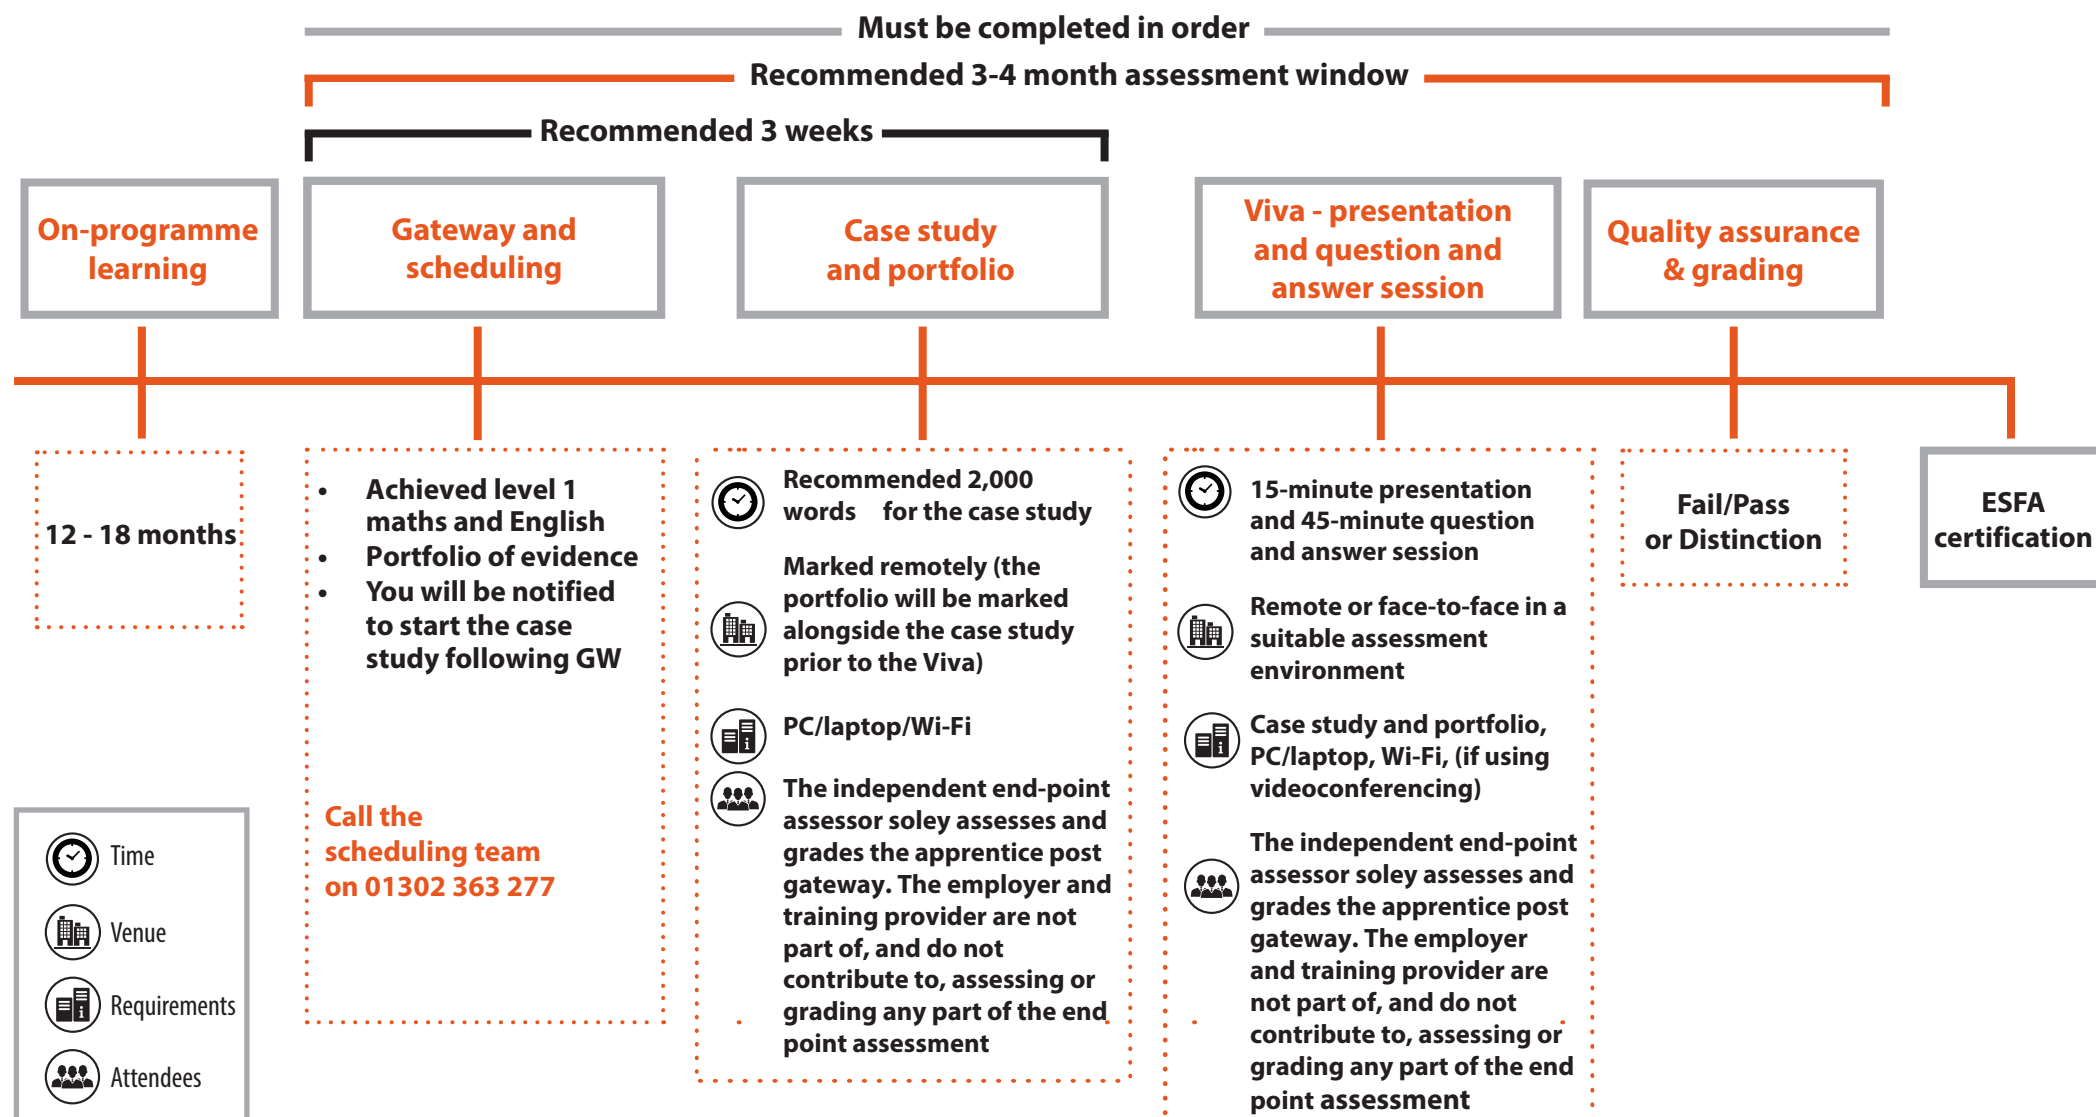 Must be completed in order
Recommended 3-4 month assessment window
Recommended 3 weeks
On-programme
learning
Gateway and
scheduling
Case study
and portfolio
Viva - presentation
and question and
answer session
Quality assurance
& grading
12 - 18 months
• Achieved level 1
maths and English
• Portfolio of evidence
• You will be notified
to start the case
study following GW
Call the
scheduling team
on 01302 363 277
Recommended 2,000
words for the case study
Marked remotely (the
portfolio will be marked
alongside the case study
prior to the Viva)
PC/laptop/Wi-Fi
The independent end-point
assessor soley assesses and
grades the apprentice post
gateway. The employer and
training provider are not
part of, and do not
contribute to, assessing or
grading any part of the end
point assessment
15-minute presentation
and 45-minute question
and answer session
Remote or face-to-face in a
suitable assessment
environment
Case study and portfolio,
PC/laptop, Wi-Fi, (if using
videoconferencing)
The independent end-point
assessor soley assesses and
grades the apprentice post
gateway. The employer
and training provider are
not part of, and do not
contribute to, assessing or
grading any part of the end
point assessment
Fail/Pass
or Distinction
ESFA
certification
Time
Venue
Requirements
Attendees